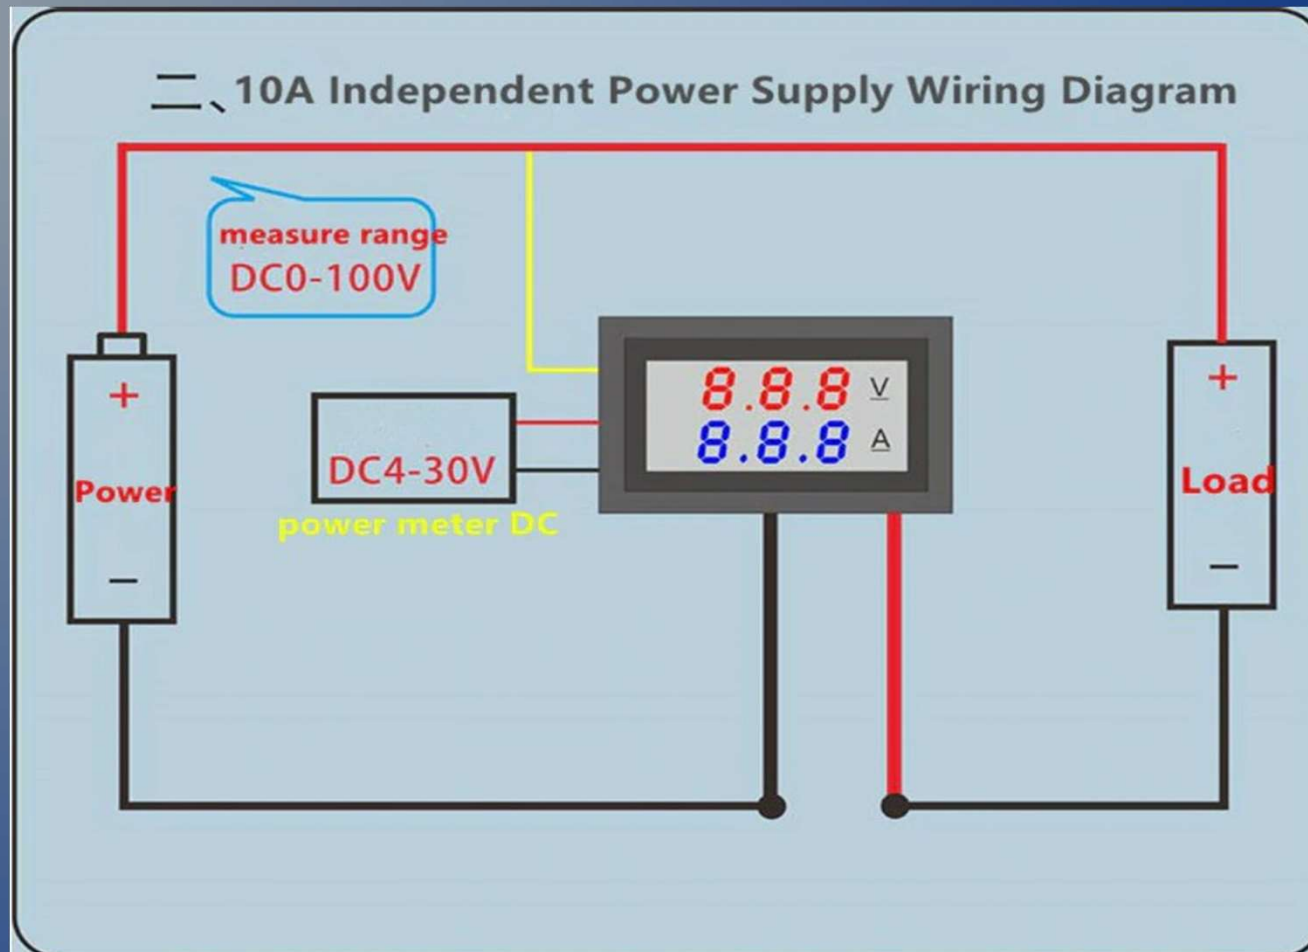 二、10A Independent Power Supply Wiring Diagram
measure range
DC0-100V
+
Power
−
DC4-30V
power meter DC
8.8.8 V
8.8.8 A
+
Load
−